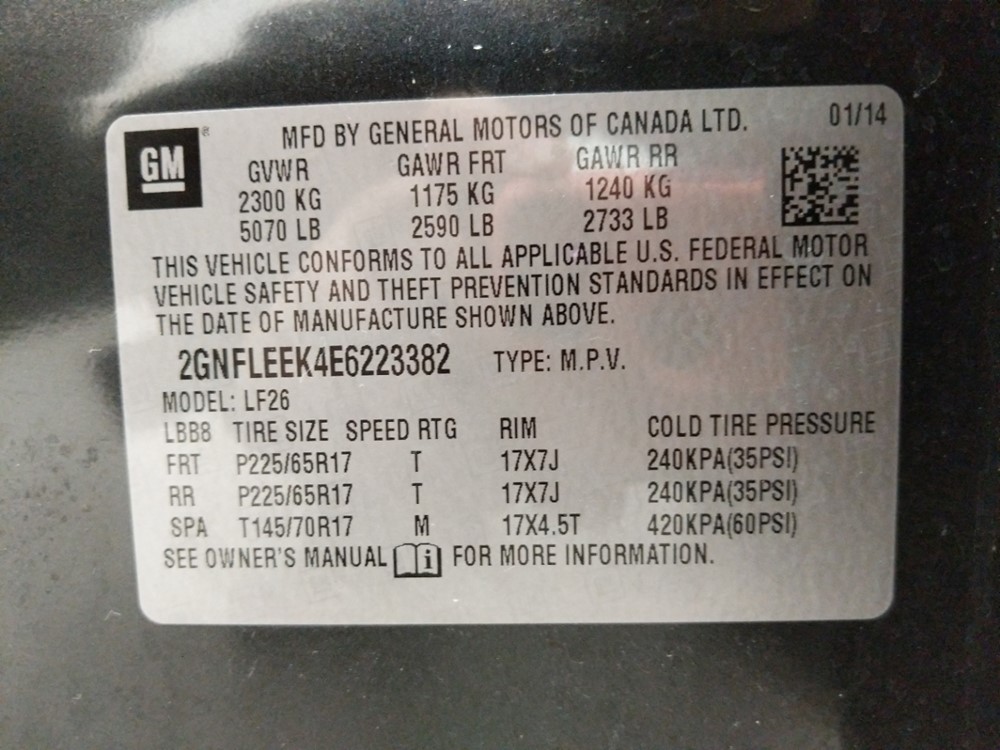 GM
MFD BY GENERAL MOTORS OF CANADA LTD. 01/14
GVWR GAWR FRT GAWR RR
2300 KG 1175 KG 1240 KG
5070 LB 2590 LB 2733 LB
THIS VEHICLE CONFORMS TO ALL APPLICABLE U.S. FEDERAL MOTOR
VEHICLE SAFETY AND THEFT PREVENTION STANDARDS IN EFFECT ON
THE DATE OF MANUFACTURE SHOWN ABOVE.
2GNFLEEK4E6223382 TYPE: M.P.V.
MODEL: LF26
LBB8 TIRE SIZE SPEED RTG RIM COLD TIRE PRESSURE
FRT P225/65R17 T 17X7J 240KPA(35PSI)
RR P225/65R17 T 17X7J 240KPA(35PSI)
SPA T145/70R17 M 17X4.5T 420KPA(60PSI)
SEE OWNER'S MANUAL i FOR MORE INFORMATION.